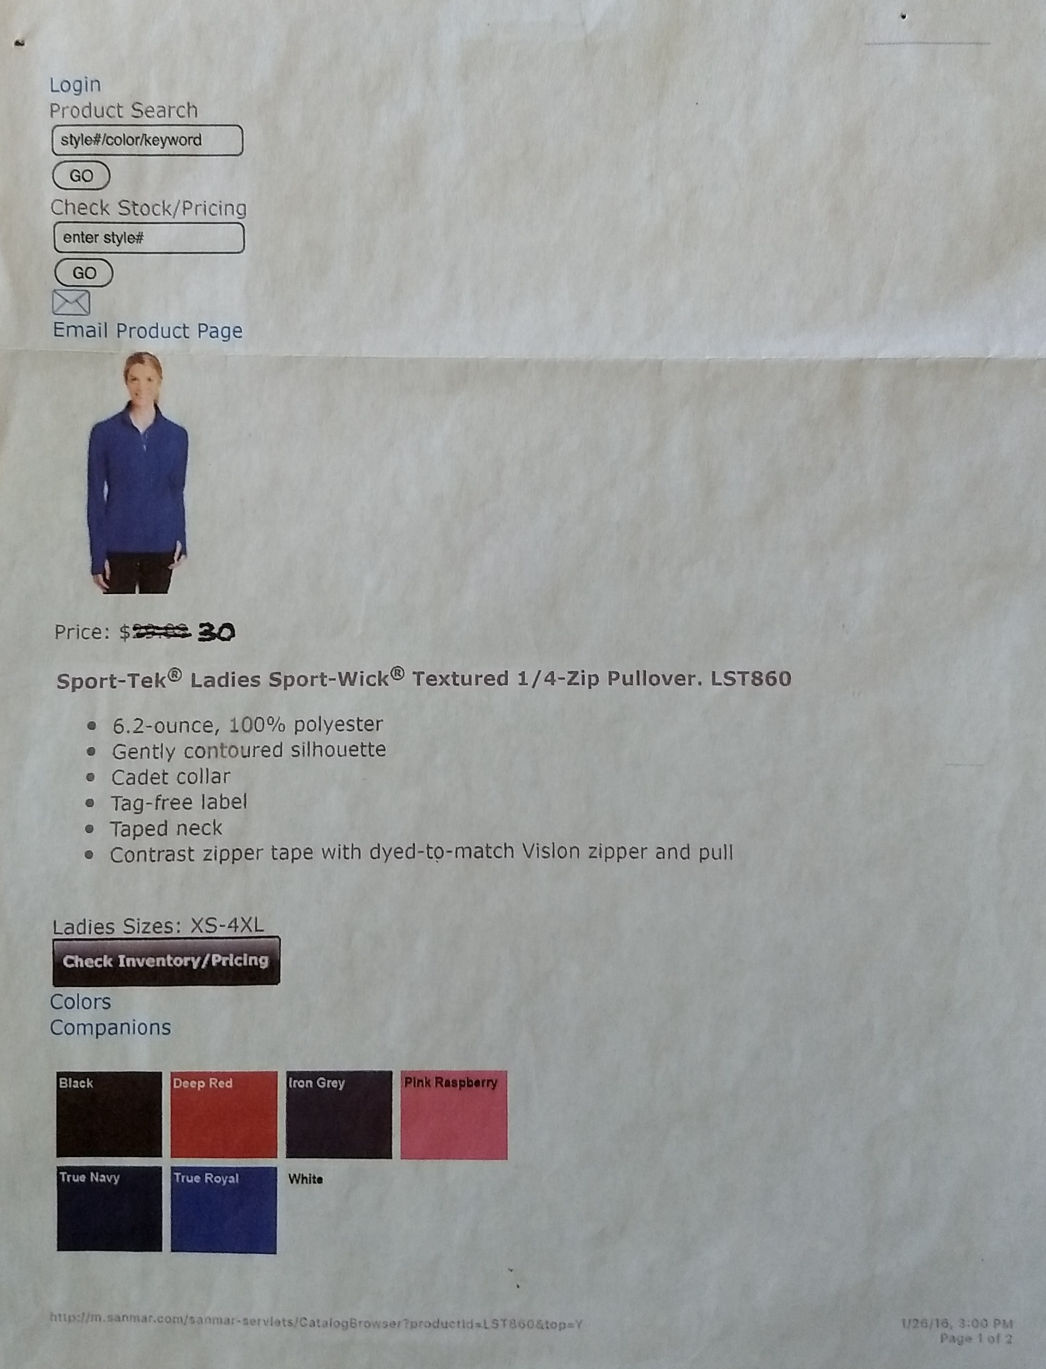 Login
Product Search
style#/color/keyword
GO
Check Stock/Pricing
enter style#
GO
Email Product Page
Price: $ 30
Sport-Tek® Ladies Sport-Wick® Textured 1/4-Zip Pullover. LST860
• 6.2-ounce, 100% polyester
• Gently contoured silhouette
• Cadet collar
• Tag-free label
• Taped neck
• Contrast zipper tape with dyed-to-match Vislon zipper and pull
Ladies Sizes: XS-4XL
Check Inventory/Pricing
Colors
Companions
Black Deep Red Iron Grey Pink Raspberry
True Navy True Royal White
http://m.sanmar.com/sanmar-servlets/CatalogBrowser?productId=LST860&top=Y 1/26/16, 3:00 PM
Page 1 of 2